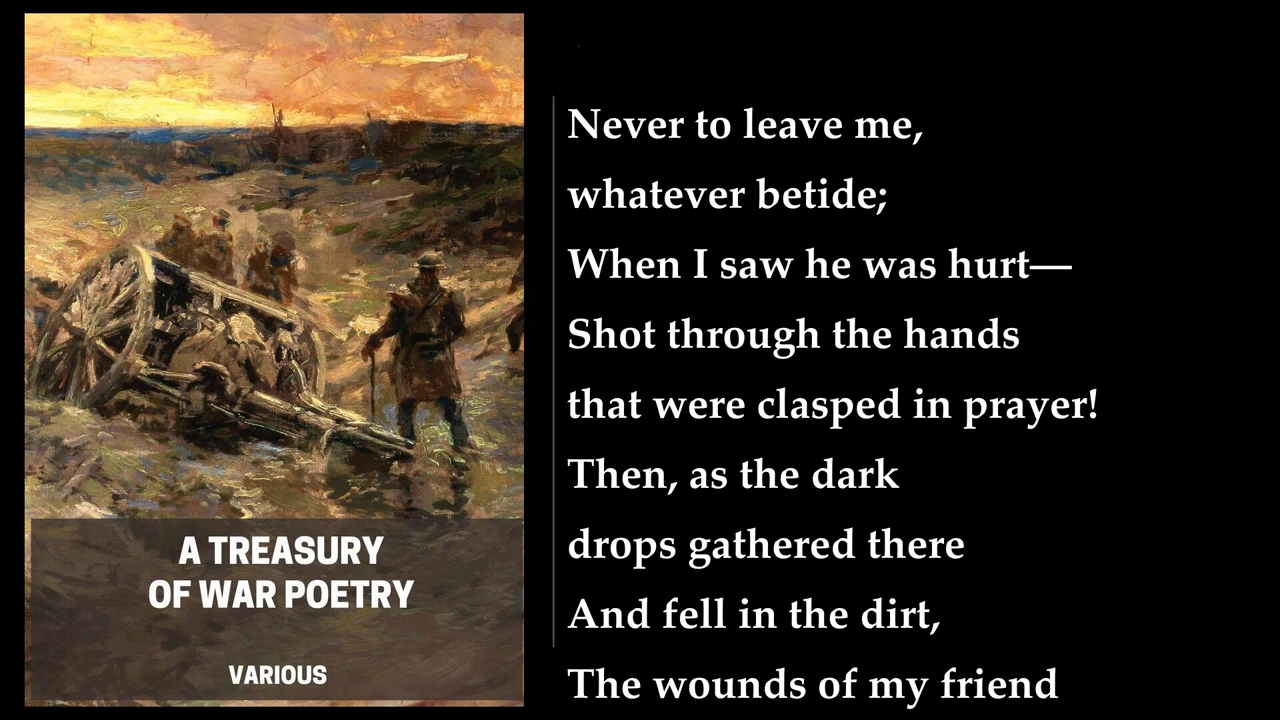 A TREASURY
OF WAR POETRY
VARIOUS
Never to leave me,
whatever betide;
When I saw he was hurt—
Shot through the hands
that were clasped in prayer!
Then, as the dark
drops gathered there
And fell in the dirt,
The wounds of my friend